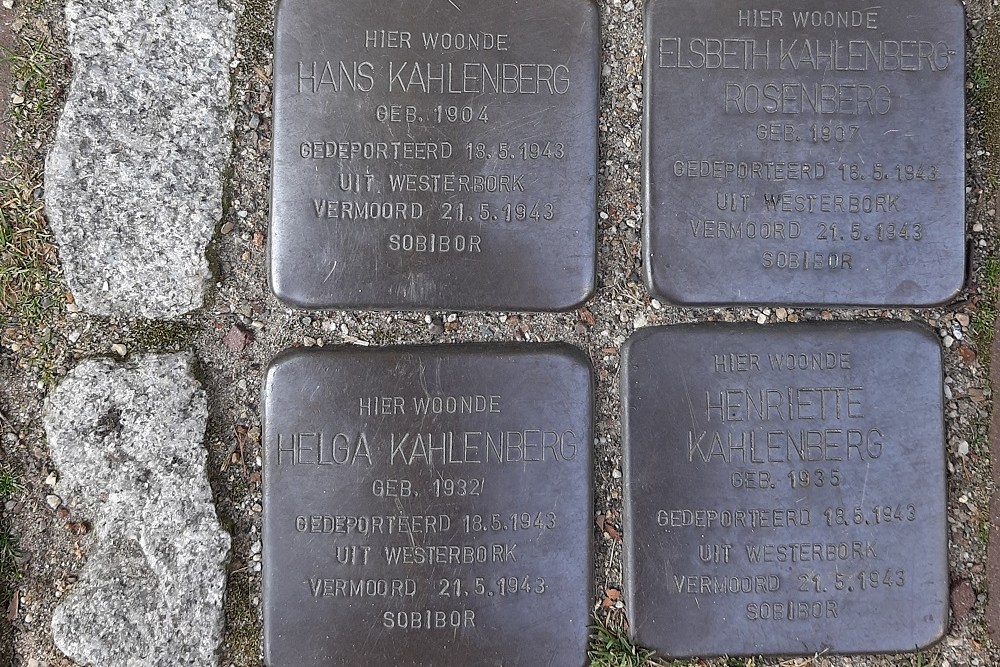 HIER WOONDE
HANS KAHLENBERG
GEB. 1904
GEDEPORTEERD 18.5.1943
UIT WESTERBORK
VERMOORD 21.5.1943
SOBIBOR
HIER WOONDE
ELSBETH KAHLENBERG-
ROSENBERG
GEB. 1907
GEDEPORTEERD 18.5.1943
UIT WESTERBORK
VERMOORD 21.5.1943
SOBIBOR
HIER WOONDE
HELGA KAHLENBERG
GEB. 1932
GEDEPORTEERD 18.5.1943
UIT WESTERBORK
VERMOORD 21.5.1943
SOBIBOR
HIER WOONDE
HENRIETTE
KAHLENBERG
GEB. 1935
GEDEPORTEERD 18.5.1943
UIT WESTERBORK
VERMOORD 21.5.1943
SOBIBOR